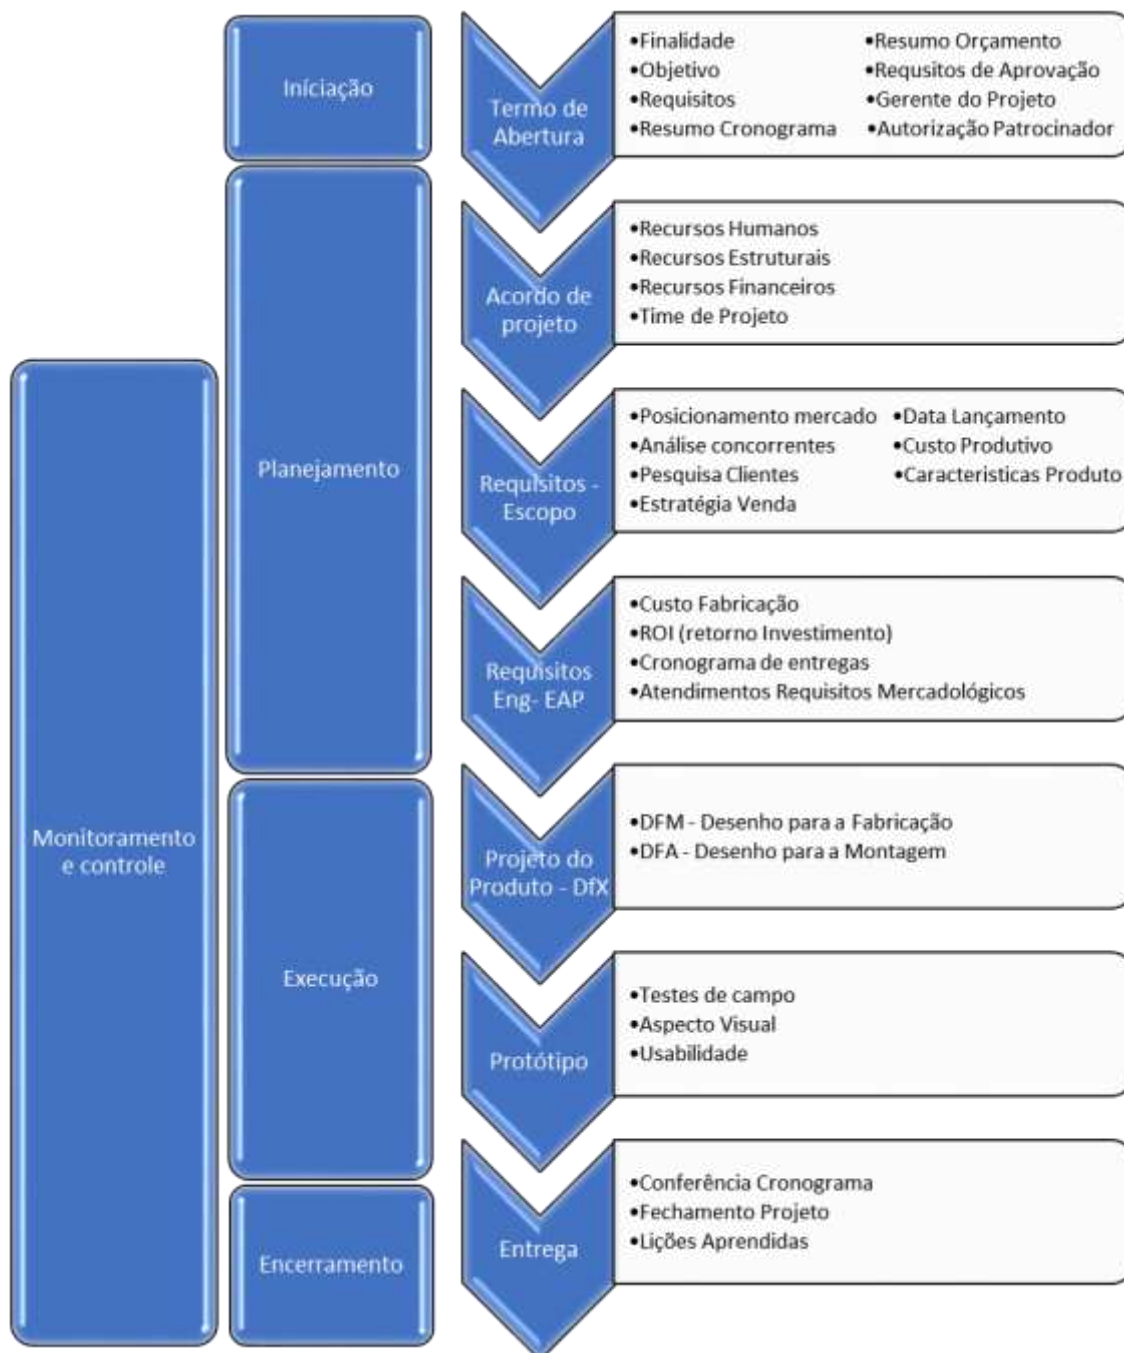 Iníciação
Termo de
Abertura
•Finalidade
•Objetivo
•Requisitos
•Resumo Cronograma
•Resumo Orçamento
•Requsitos de Aprovação
•Gerente do Projeto
•Autorização Patrocinador
Planejamento
Acordo de
projeto
•Recursos Humanos
•Recursos Estruturais
•Recursos Financeiros
•Time de Projeto
Requisitos -
Escopo
•Posicionamento mercado
•Análise concorrentes
•Pesquisa Clientes
•Estratégia Venda
•Data Lançamento
•Custo Produtivo
•Caracteristicas Produto
Requisitos
Eng- EAP
•Custo Fabricação
•ROI (retorno Investimento)
•Cronograma de entregas
•Atendimentos Requisitos Mercadológicos
Monitoramento
e controle
Execução
Projeto do
Produto - DfX
•DFM - Desenho para a Fabricação
•DFA - Desenho para a Montagem
Protótipo
•Testes de campo
•Aspecto Visual
•Usabilidade
Encerramento
Entrega
•Conferência Cronograma
•Fechamento Projeto
•Lições Aprendidas